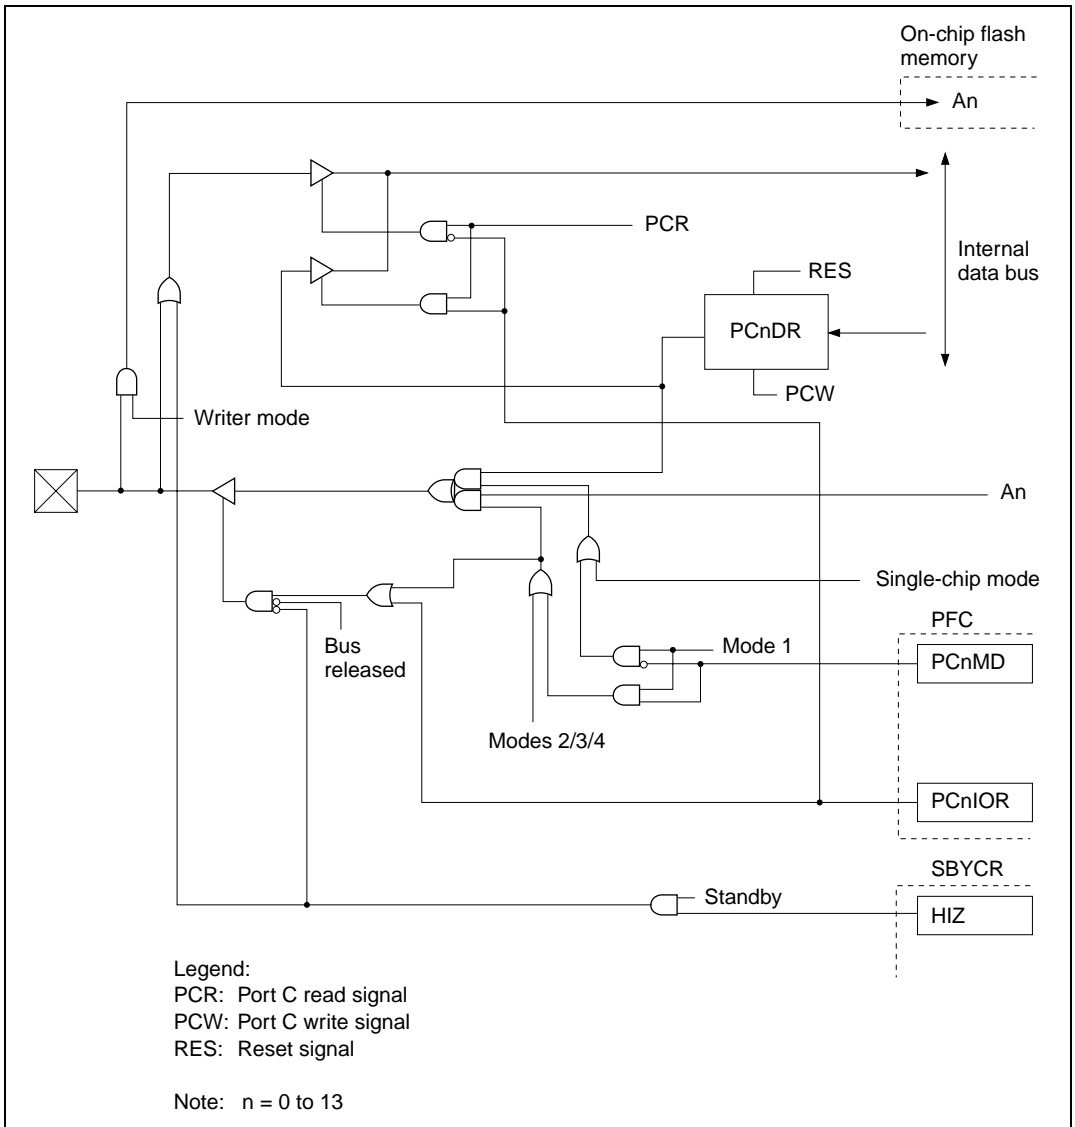 On-chip flash
memory
An
PCR
RES
Internal
data bus
PCnDR
PCW
Writer mode
An
Single-chip mode
PFC
Bus
released
Mode 1
PCnMD
Modes 2/3/4
PCnIOR
SBYCR
Standby
HIZ
Legend:
PCR: Port C read signal
PCW: Port C write signal
RES: Reset signal
Note: n = 0 to 13